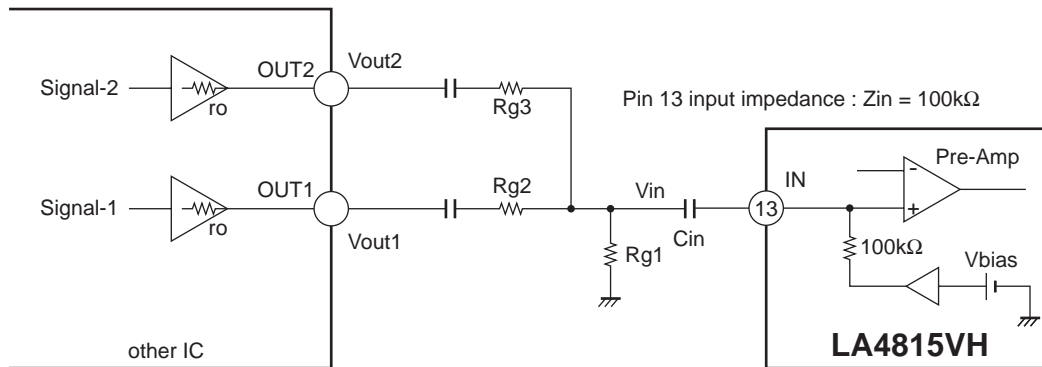 Signal-2
ro
OUT2
Vout2
Rg3
Pin 13 input impedance : Zin = 100kΩ
Signal-1
ro
OUT1
Vout1
Rg2
Vin
Rg1
Cin
13
IN
Pre-Amp
-
+
100kΩ
Vbias
other IC
LA4815VH